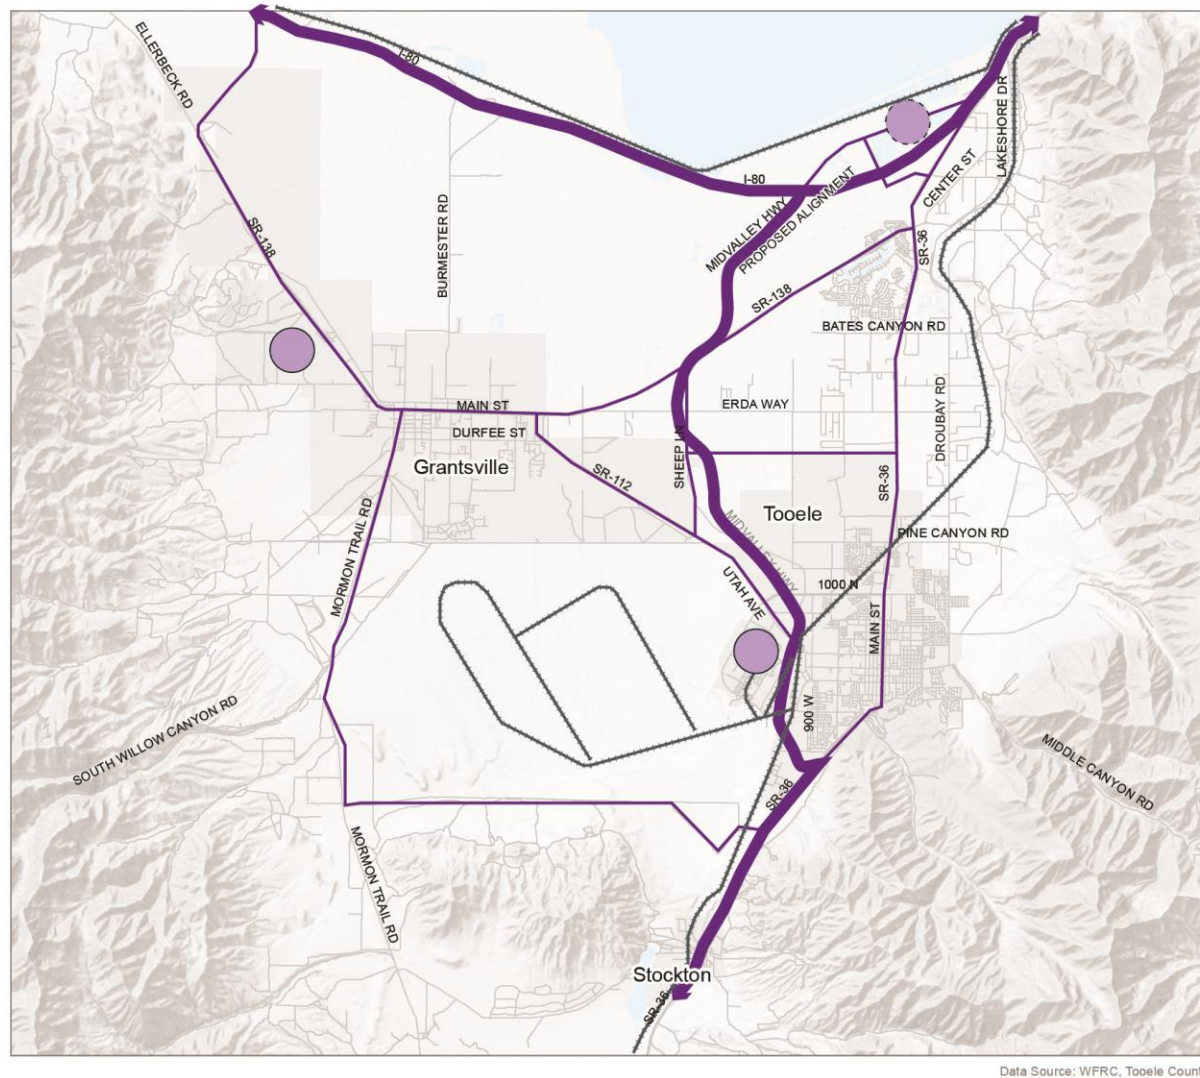 ELLERBECK RD
I-80
LAKESHORE DR
CENTER ST
I-80
MIDVALLEY HWY
PROPOSED ALIGNMENT
SR-138
BURMESTER RD
SR-36
SR-138
BATES CANYON RD
MAIN ST
ERDA WAY
DURFEE ST
DROUBAY RD
Grantsville
SHEEP LN
SR-112
SR-36
Tooele
MIDVALLEY HWY
PINE CANYON RD
MORMON TRAIL RD
UTAH AVE
1000 N
MAIN ST
SOUTH WILLOW CANYON RD
900 W
MIDDLE CANYON RD
SR-36
MORMON TRAIL RD
Stockton
SR-36
Data Source: WFRC, Tooele Coun